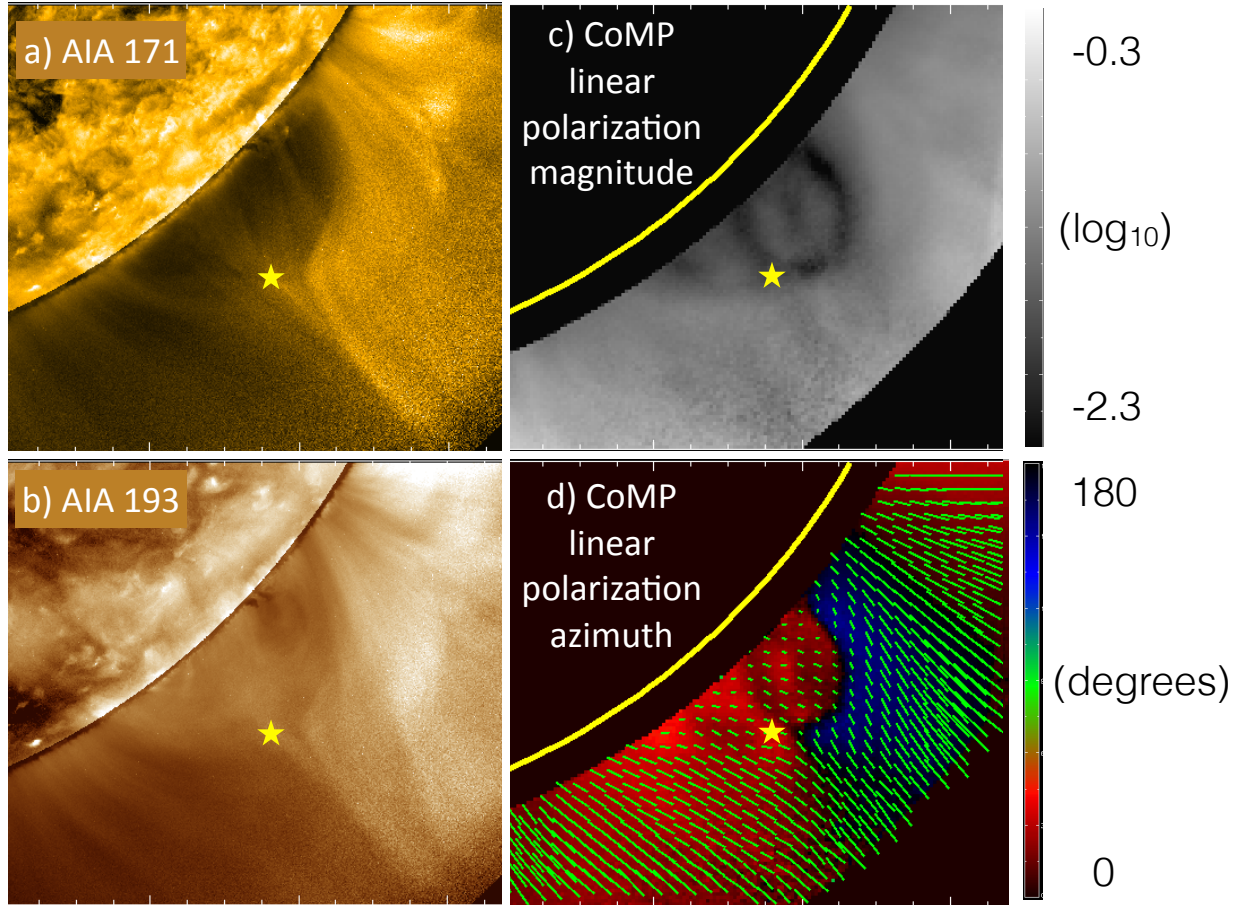 a) AIA 171
c) CoMP
linear
polarization
magnitude
-0.3
(log₁₀)
-2.3
b) AIA 193
d) CoMP
linear
polarization
azimuth
180
(degrees)
0